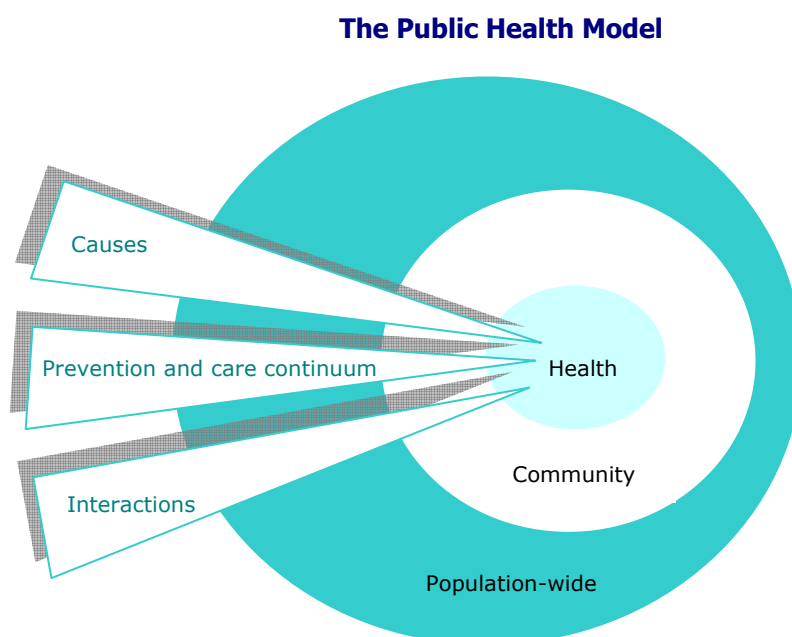 The Public Health Model
Causes
Prevention and care continuum
Health
Community
Interactions
Population-wide